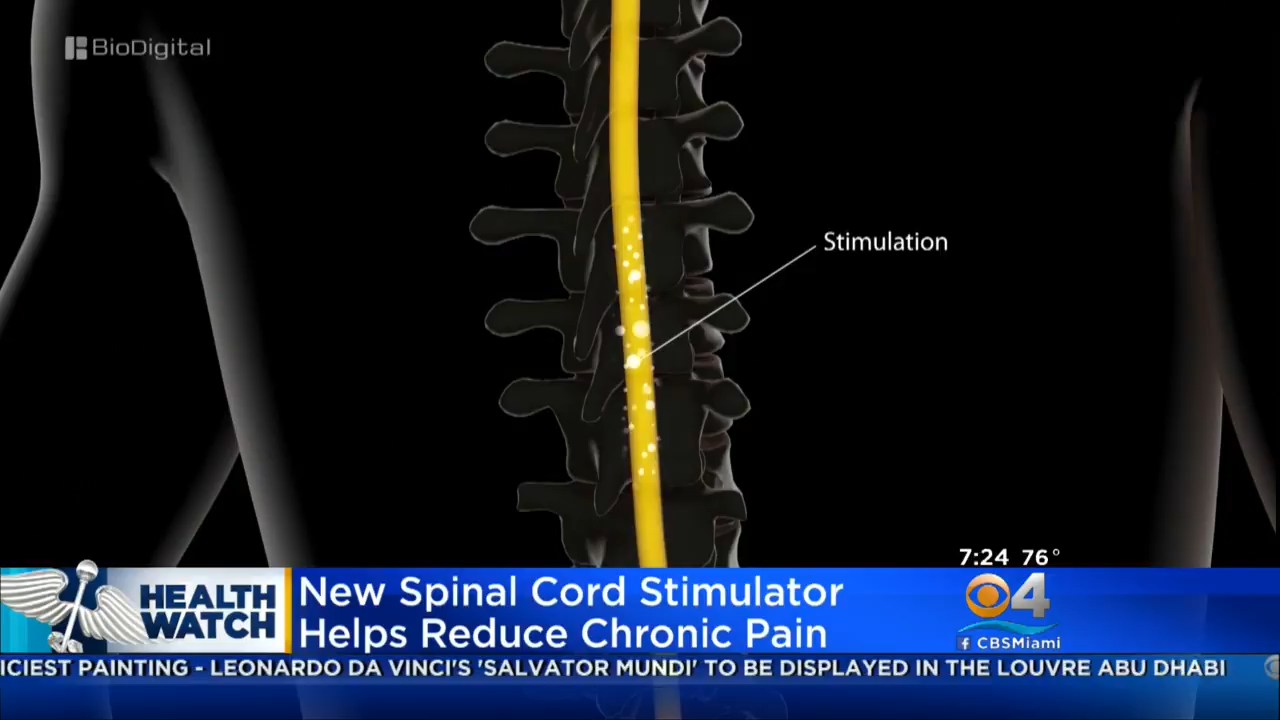 BioDigital
Stimulation
7:24 76°
HEALTH
WATCH
New Spinal Cord Stimulator
Helps Reduce Chronic Pain
4
f CBSMiami
ICIEST PAINTING - LEONARDO DA VINCI'S 'SALVATOR MUNDI' TO BE DISPLAYED IN THE LOUVRE ABU DHABI